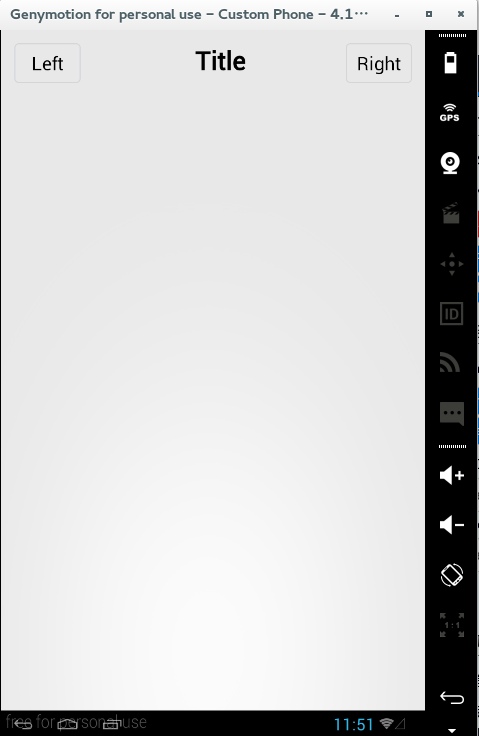 Genymotion for personal use – Custom Phone – 4.1…
Left
Title
Right
GPS
ID
1:1
free for personal use
11:51